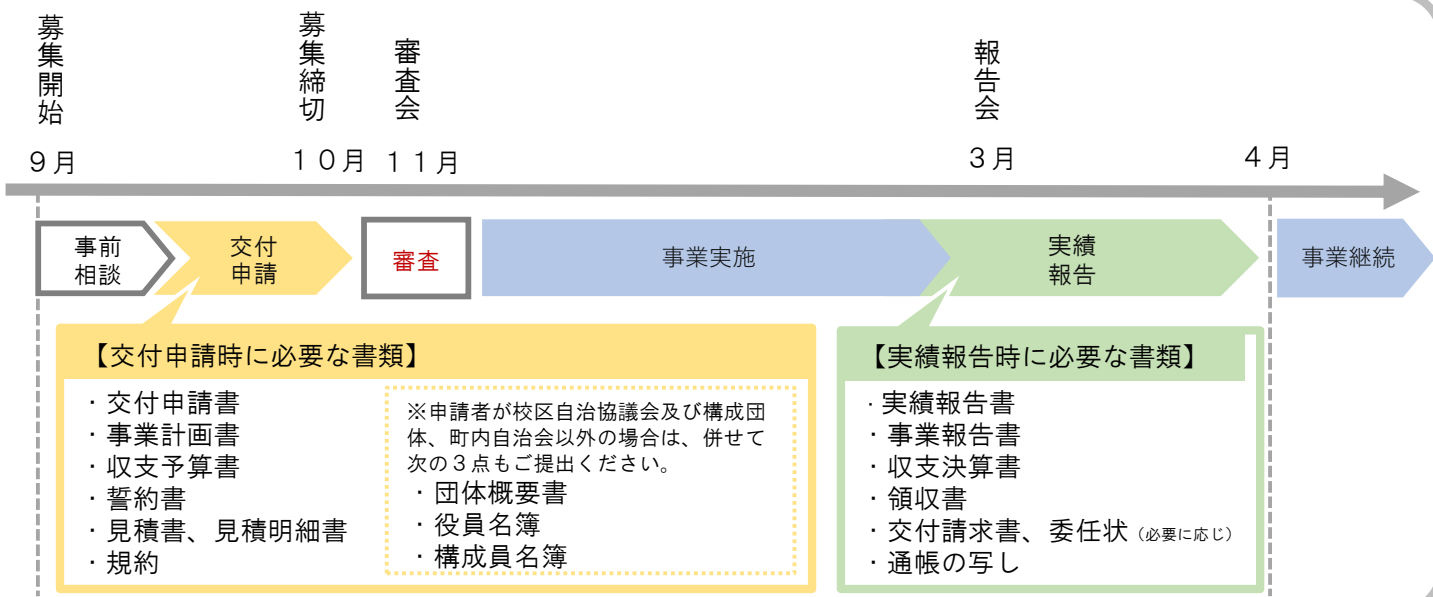 募集開始
募集締切
審査会
報告会
9月
10月
11月
3月
4月
事前
相談
交付
申請
審査
事業実施
実績
報告
事業継続
【交付申請時に必要な書類】
・交付申請書
・事業計画書
・収支予算書
・誓約書
・見積書、見積明細書
・規約
※申請者が校区自治協議会及び構成団
体、町内自治会以外の場合は、併せて
次の3点もご提出ください。
・団体概要書
・役員名簿
・構成員名簿
【実績報告時に必要な書類】
・実績報告書
・事業報告書
・収支決算書
・領収書
・交付請求書、委任状（必要に応じ）
・通帳の写し